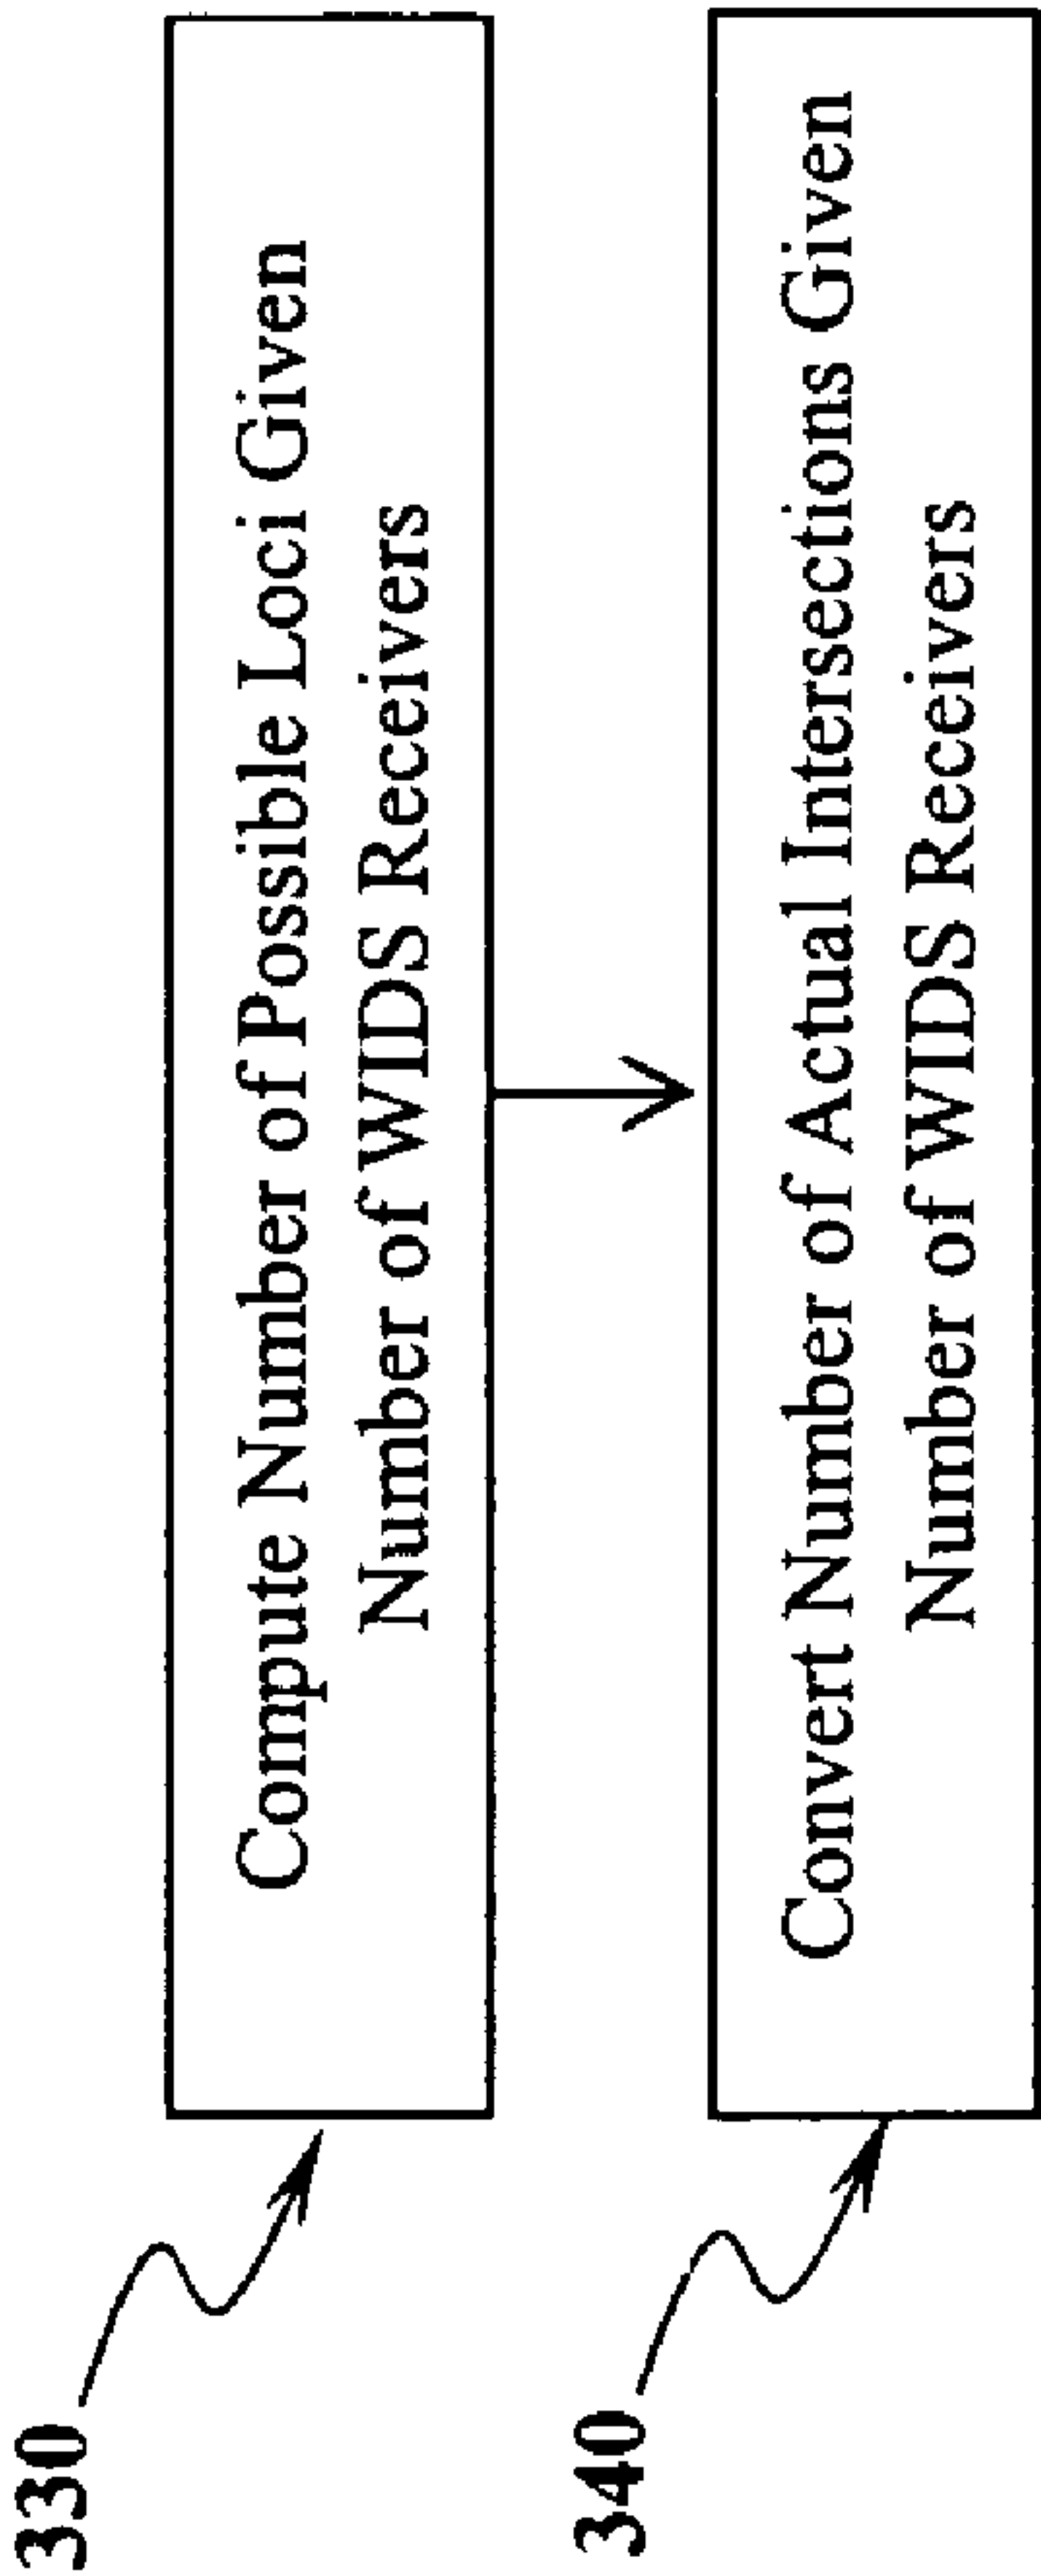 330
Compute Number of Possible Loci Given
Number of WIDS Receivers
340
Convert Number of Actual Intersections Given
Number of WIDS Receivers